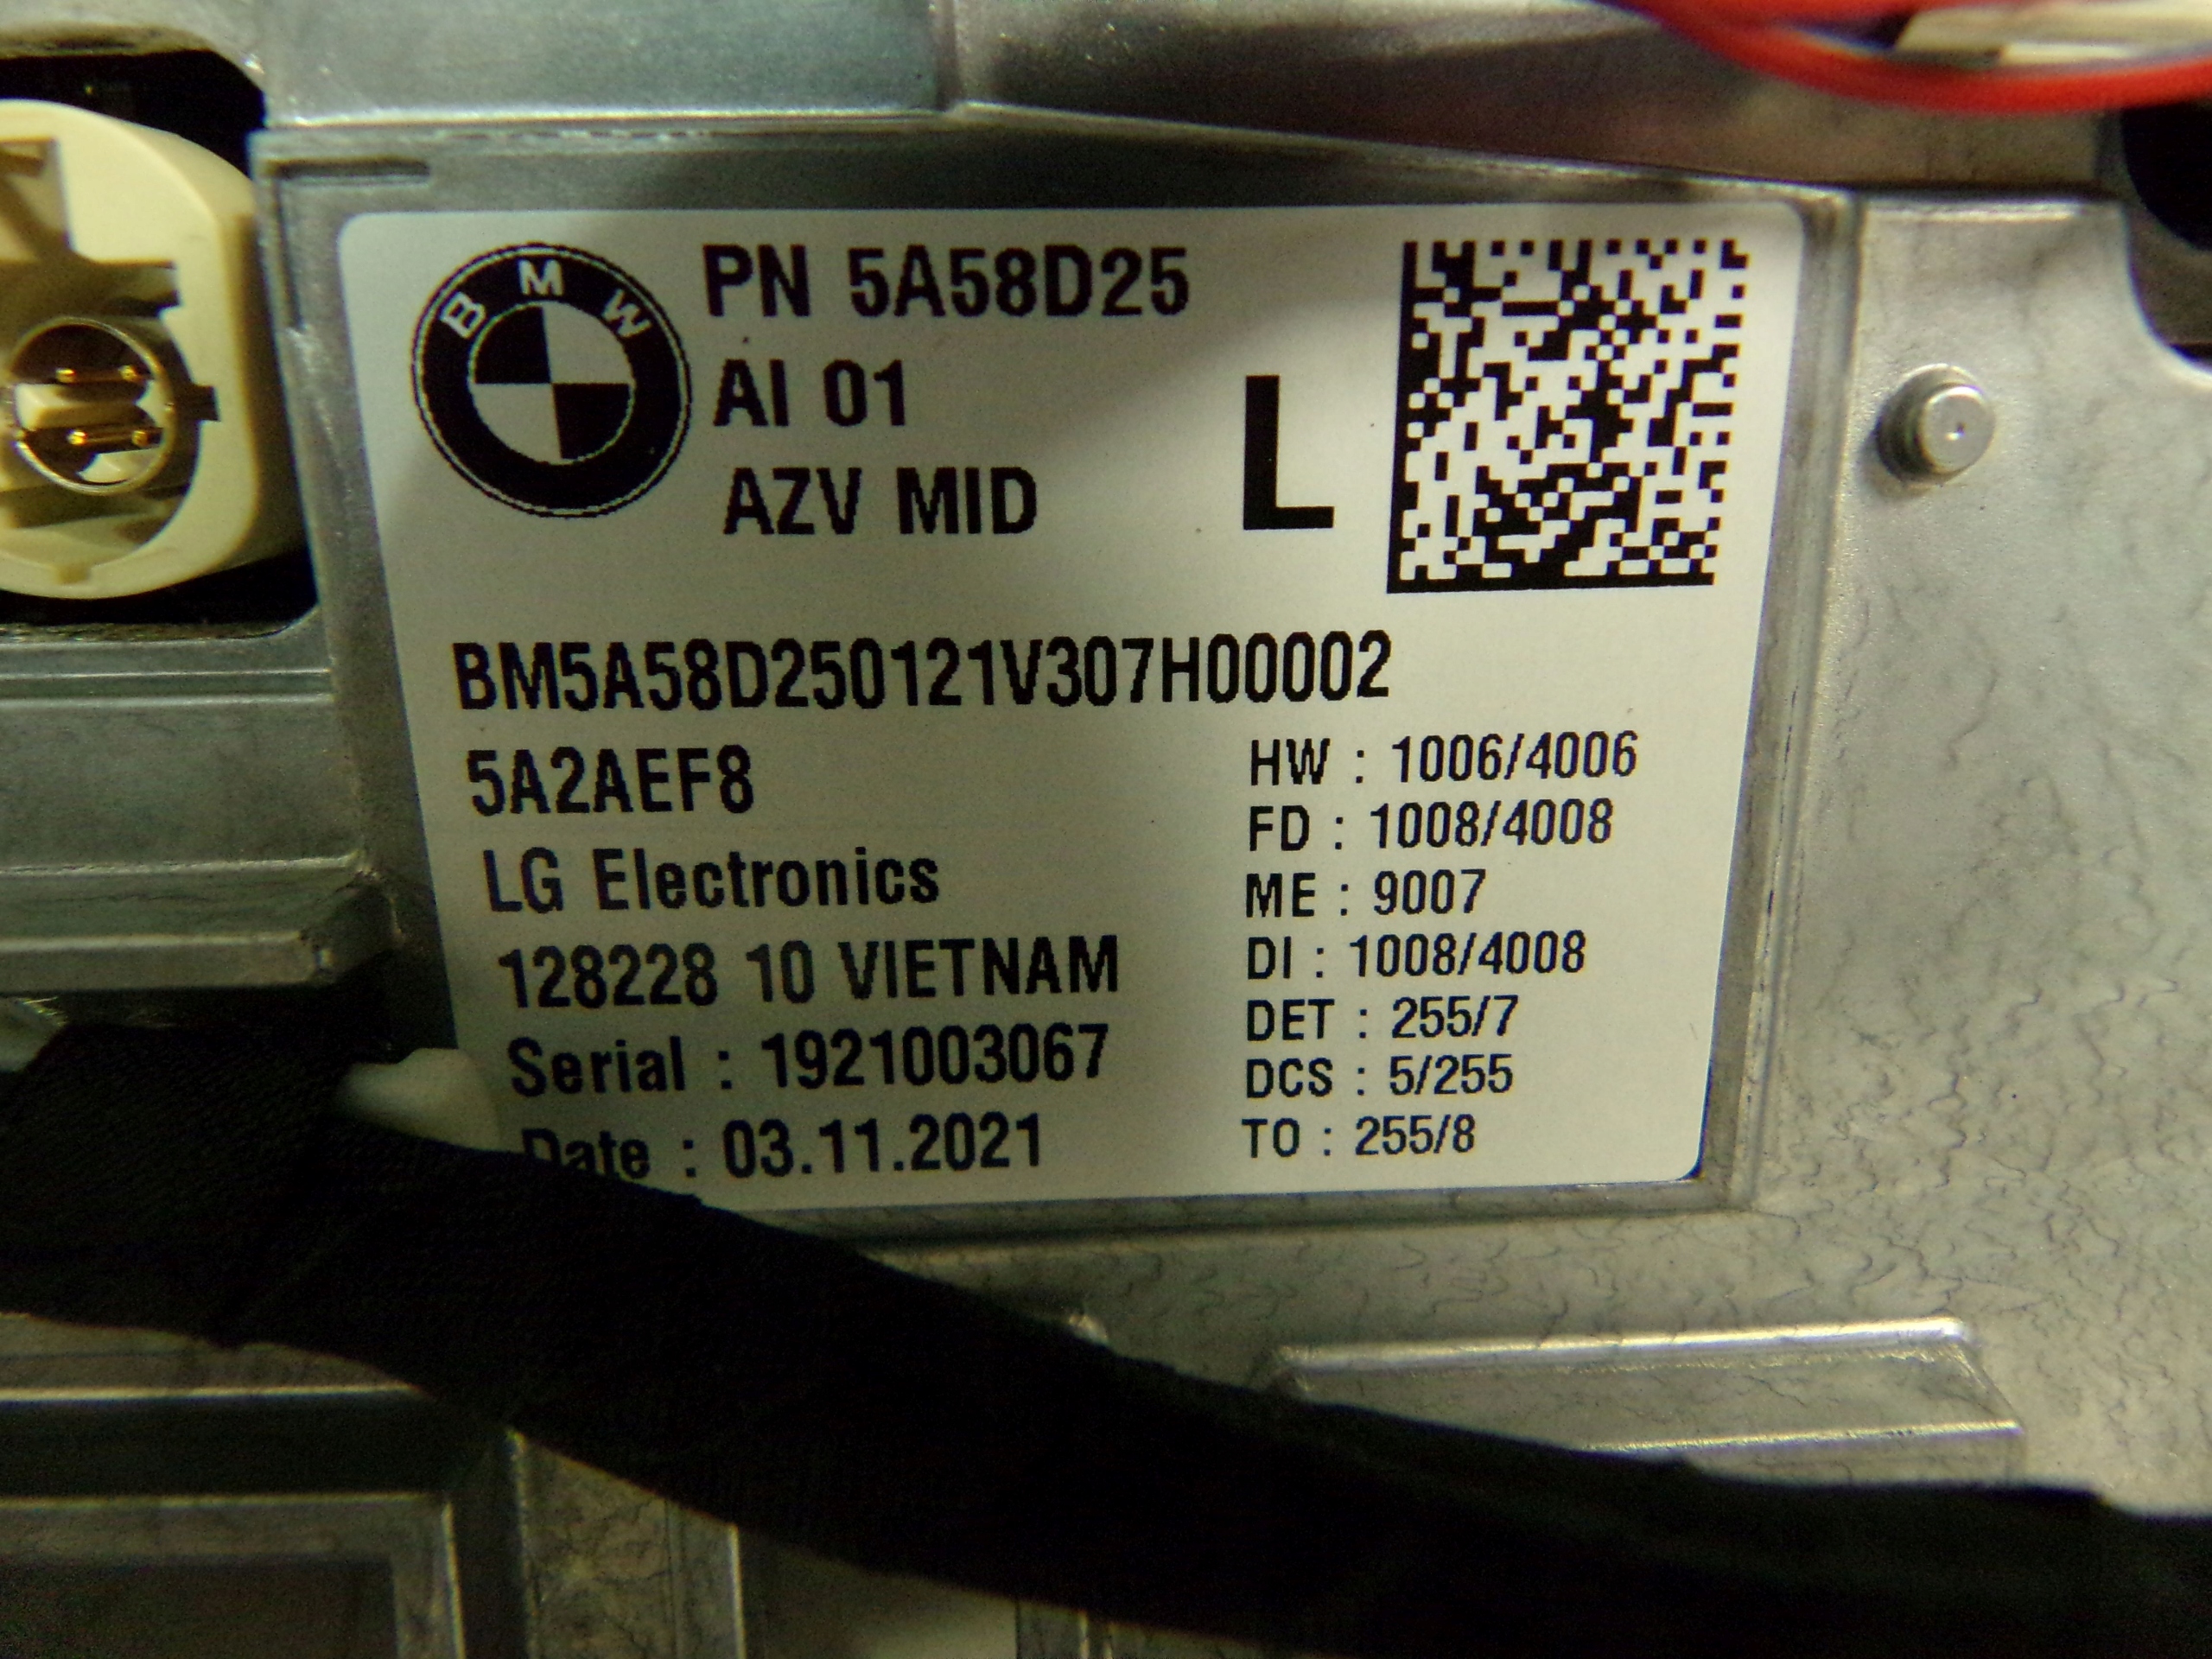 BMW
PN 5A58D25
AI 01
AZV MID
L
BM5A58D250121V307H00002
5A2AEF8
LG Electronics
128228 10 VIETNAM
Serial : 1921003067
Date : 03.11.2021
HW : 1006/4006
FD : 1008/4008
ME : 9007
DI : 1008/4008
DET : 255/7
DCS : 5/255
TO : 255/8